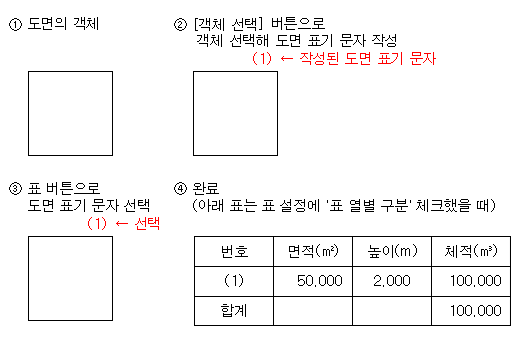 ① 도면의 객체
② [객체 선택] 버튼으로
객체 선택해 도면 표기 문자 작성
(1) ← 작성된 도면 표기 문자
③ 표 버튼으로
도면 표기 문자 선택
(1) ← 선택
④ 완료
(아래 표는 표 설정에 '표 열별 구분' 체크했을 때)
번호 면적(㎡) 높이(m) 체적(㎥)
(1) 50,000 2,000 100,000
합계 100,000